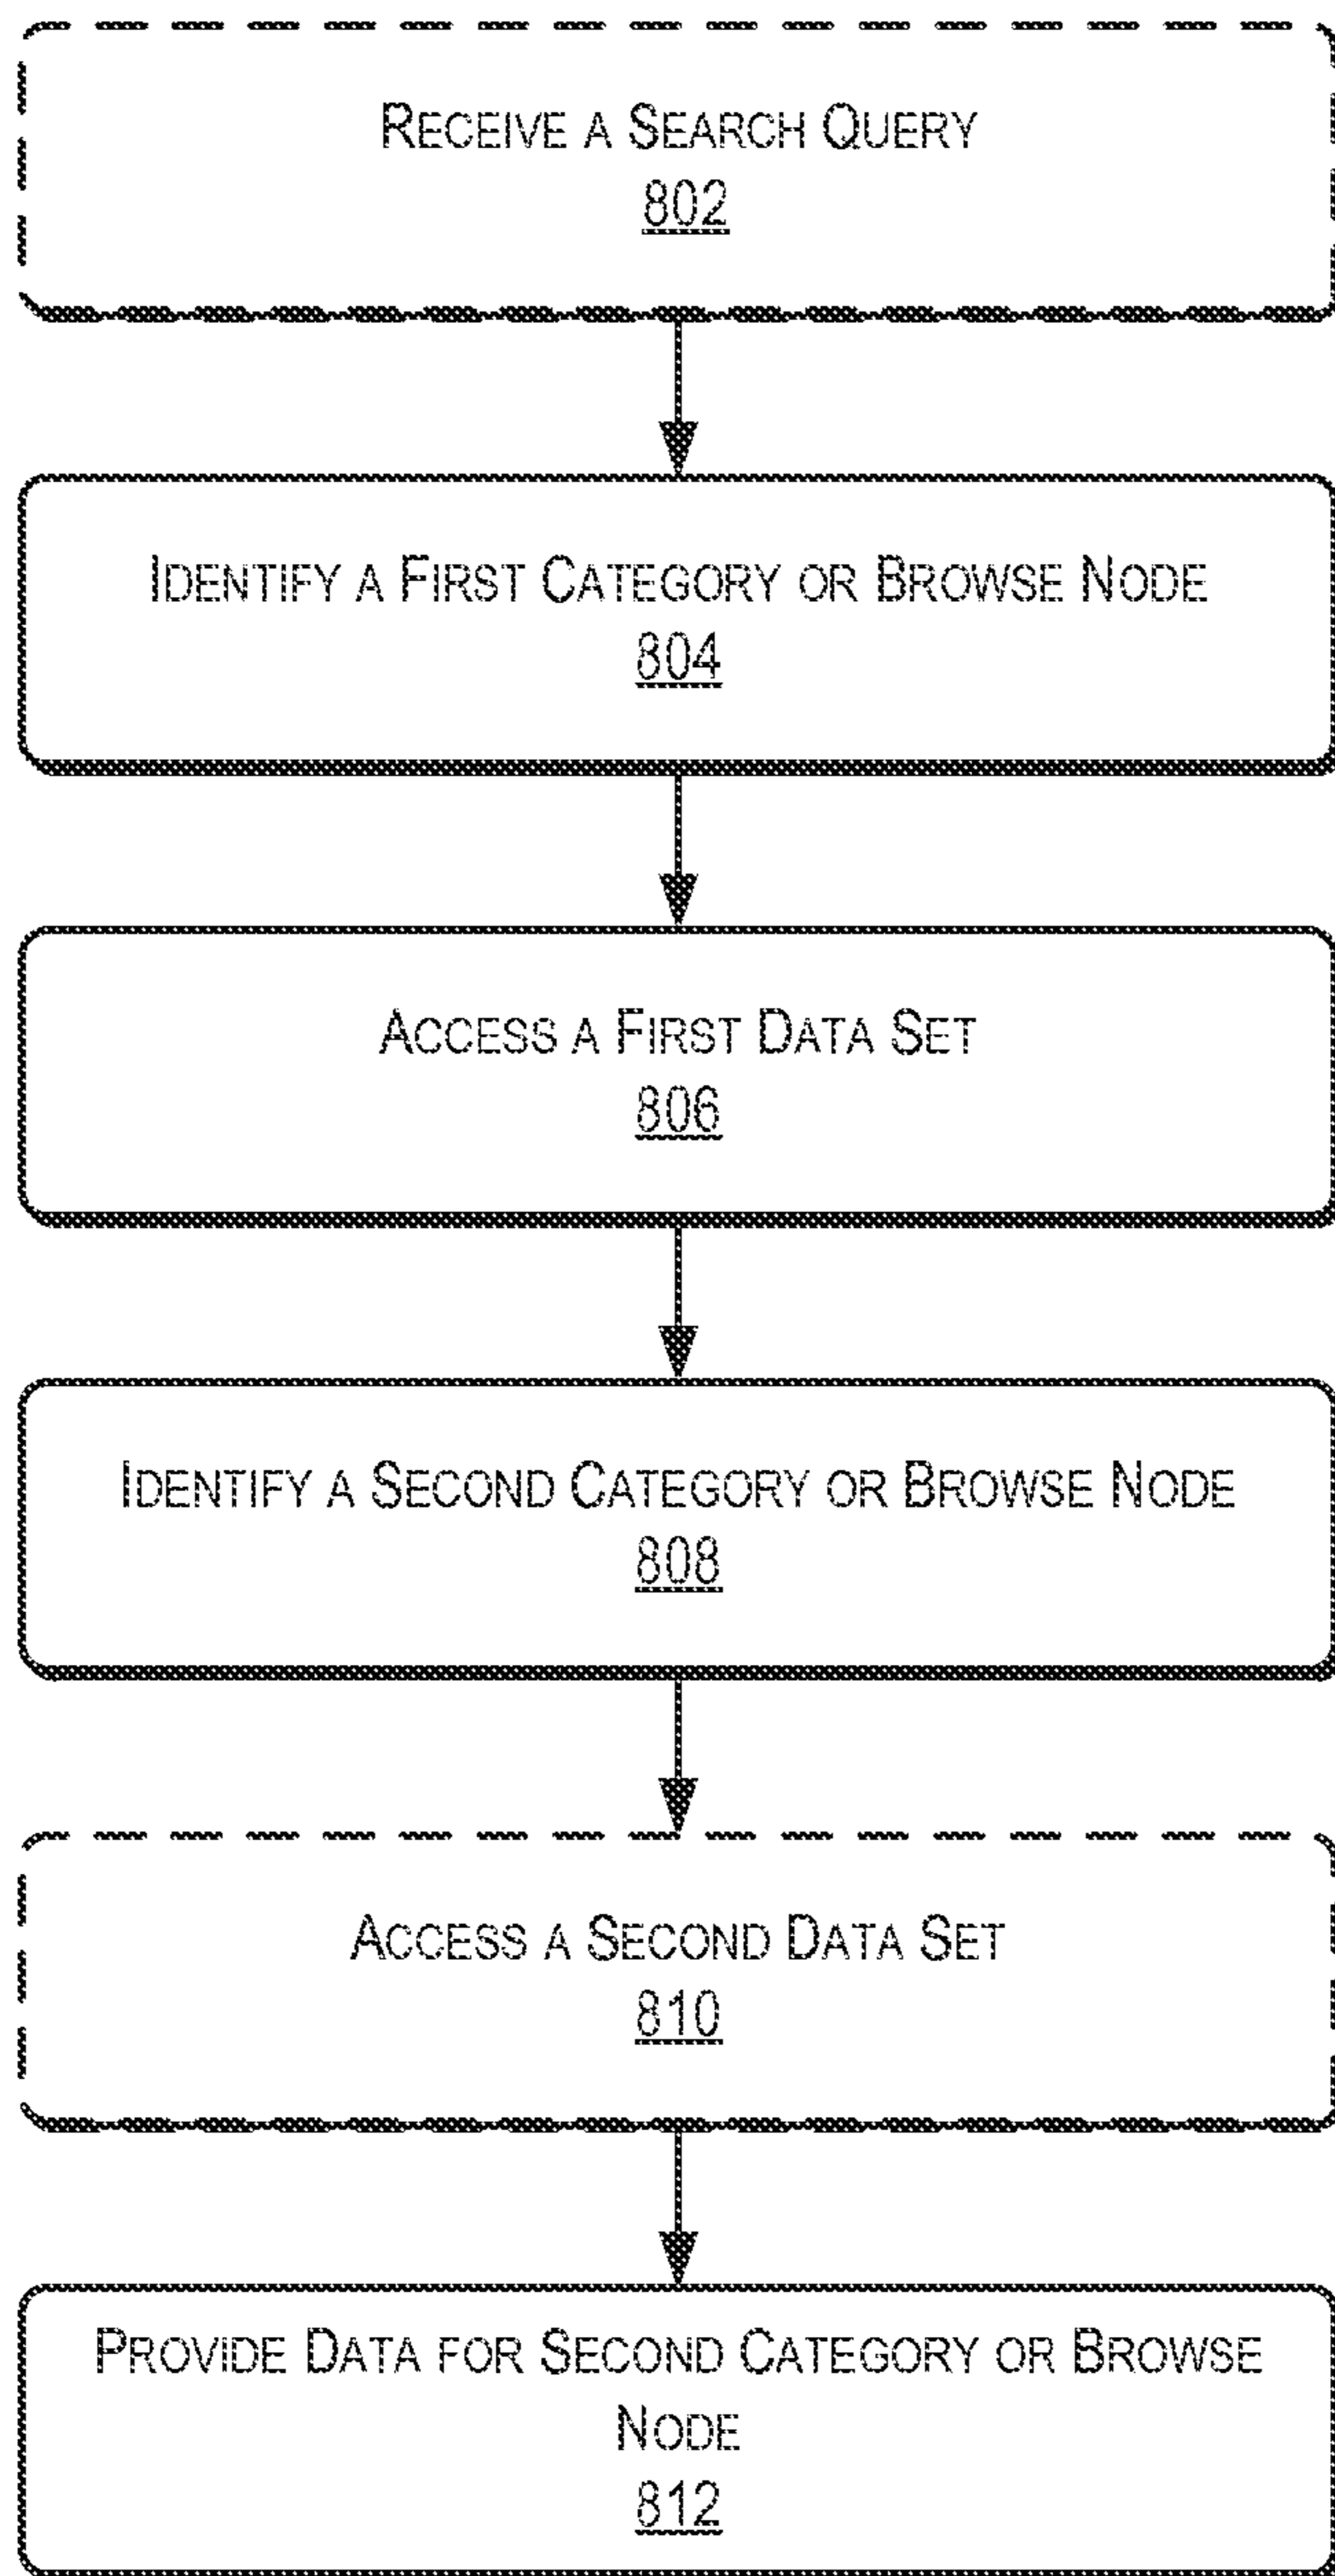 RECEIVE A SEARCH QUERY
802
IDENTIFY A FIRST CATEGORY OR BROWSE NODE
804
ACCESS A FIRST DATA SET
806
IDENTIFY A SECOND CATEGORY OR BROWSE NODE
808
ACCESS A SECOND DATA SET
810
PROVIDE DATA FOR SECOND CATEGORY OR BROWSE
NODE
812